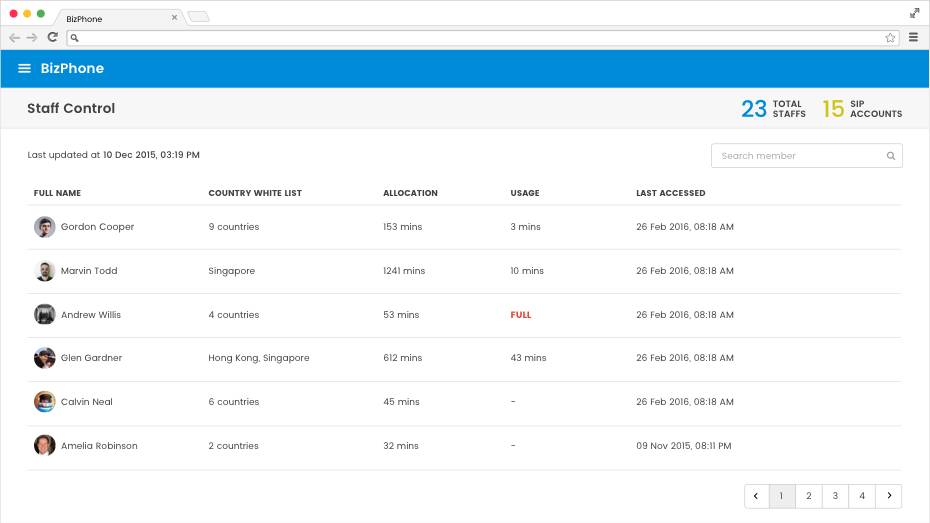 BizPhone
BizPhone
Staff Control
23 TOTAL STAFFS 15 SIP ACCOUNTS
Last updated at 10 Dec 2015, 03:19 PM
Search member
FULL NAME COUNTRY WHITE LIST ALLOCATION USAGE LAST ACCESSED
Gordon Cooper 9 countries 153 mins 3 mins 26 Feb 2016, 08:18 AM
Marvin Todd Singapore 1241 mins 10 mins 26 Feb 2016, 08:18 AM
Andrew Willis 4 countries 53 mins FULL 26 Feb 2016, 08:18 AM
Glen Gardner Hong Kong, Singapore 612 mins 43 mins 26 Feb 2016, 08:18 AM
Calvin Neal 6 countries 45 mins - 26 Feb 2016, 08:18 AM
Amelia Robinson 2 countries 32 mins - 09 Nov 2015, 08:11 PM
1 2 3 4